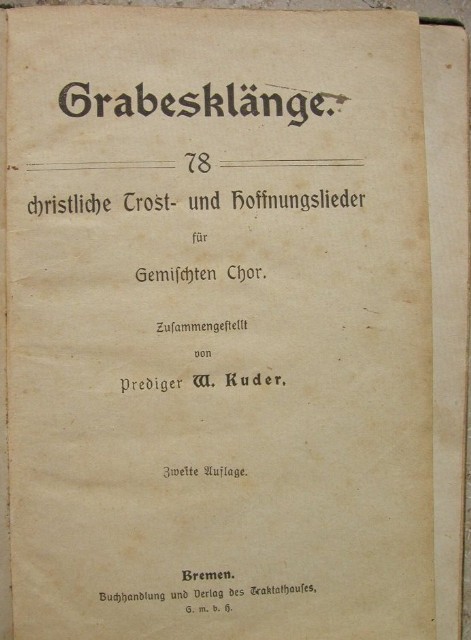 Grabesklänge.
78
christliche Trost- und Hoffnungslieder
für
Gemiſchten Chor.
Zuſammengeſtellt
von
Prediger W. Kuder.
Zweite Auflage.
Bremen.
Buchhandlung und Verlag des Traktathauſes,
G. m. b. H.